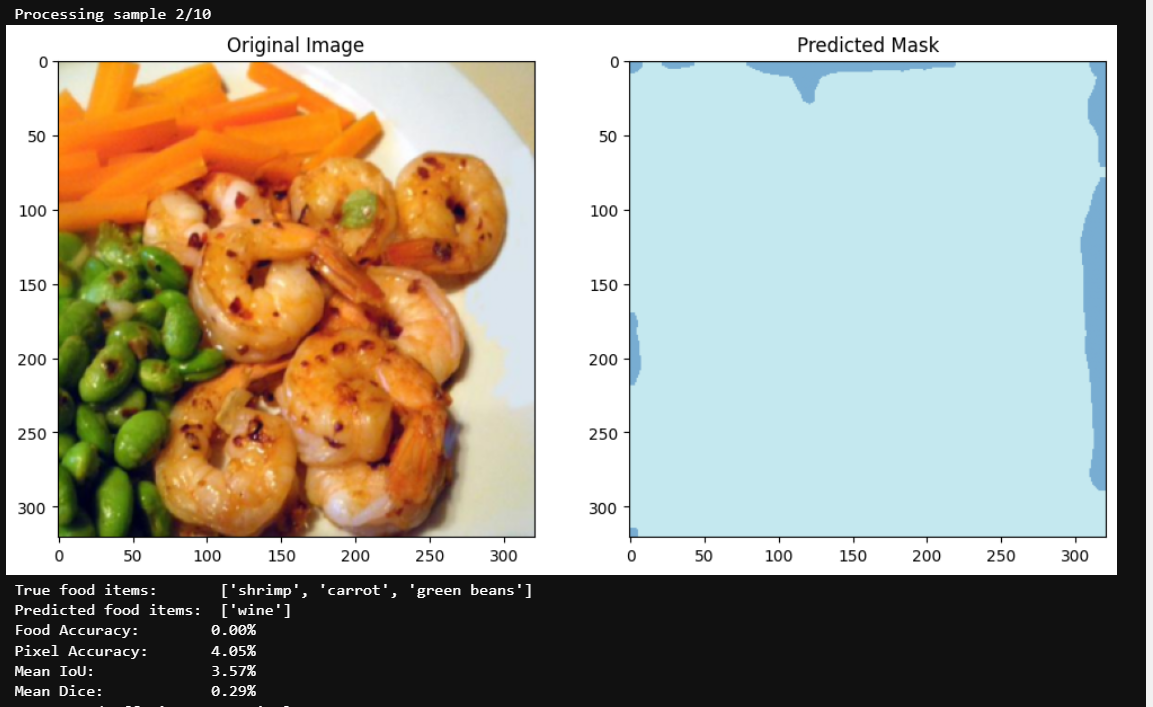 Processing sample 2/10
Original Image
Predicted Mask
0
50
100
150
200
250
300
0 50 100 150 200 250 300
0
50
100
150
200
250
300
0 50 100 150 200 250 300
True food items: ['shrimp', 'carrot', 'green beans']
Predicted food items: ['wine']
Food Accuracy: 0.00%
Pixel Accuracy: 4.05%
Mean IoU: 3.57%
Mean Dice: 0.29%